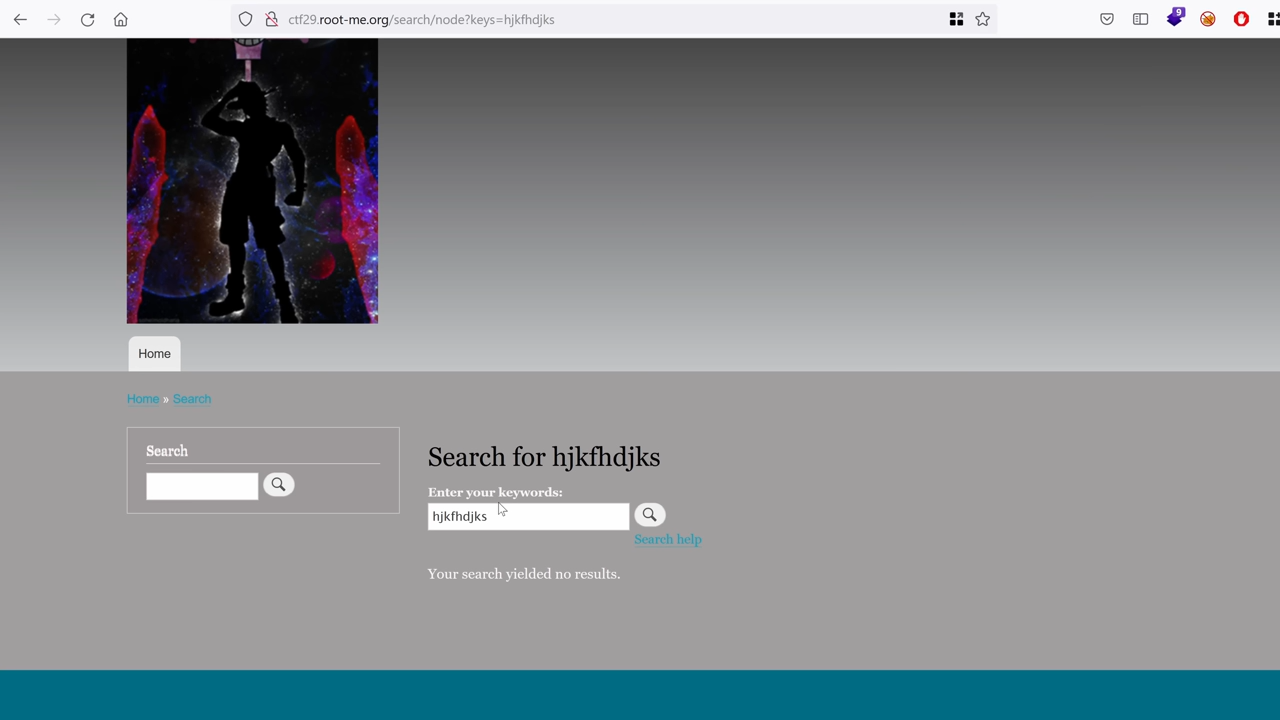 ctf29.root-me.org/search/node?keys=hjkfhdjks
9
Home
Home » Search
Search
Search for hjkfhdjks
Enter your keywords:
hjkfhdjks
Search help
Your search yielded no results.